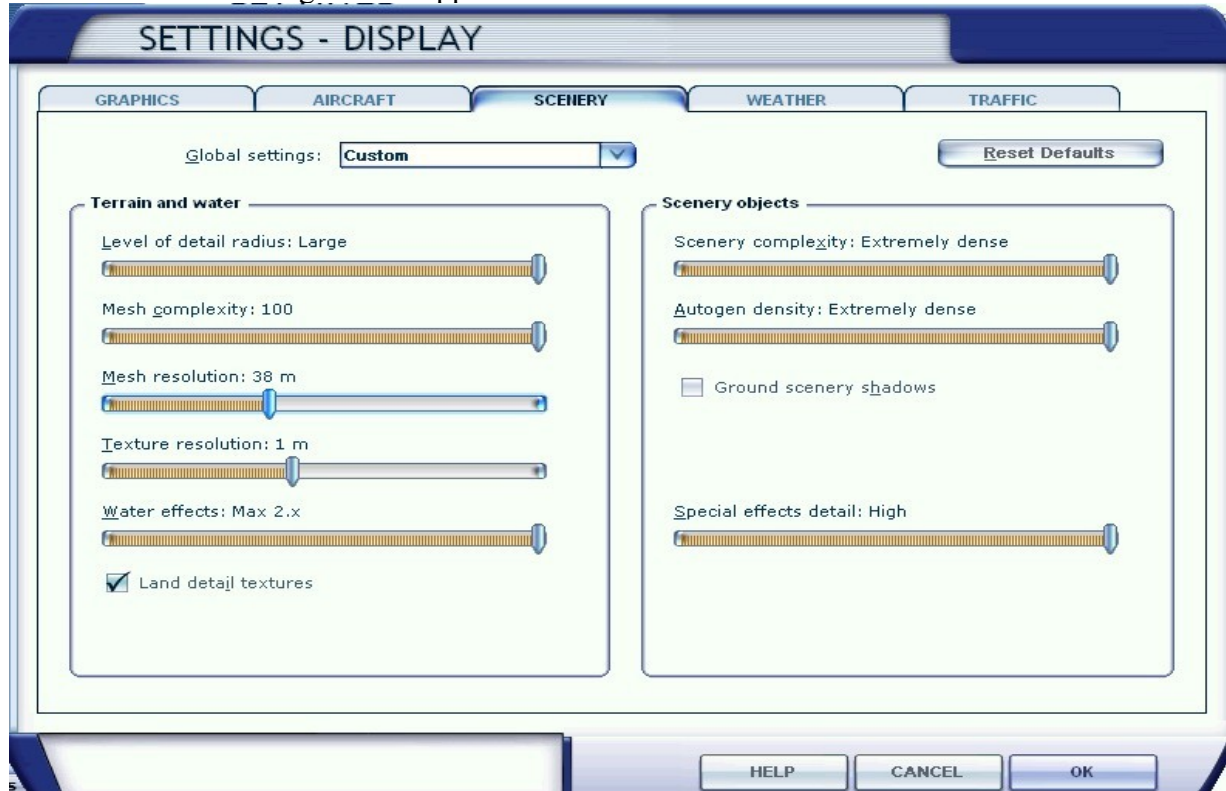 SETTINGS - DISPLAY
GRAPHICS AIRCRAFT SCENERY WEATHER TRAFFIC
Global settings: Custom Reset Defaults
Terrain and water
Level of detail radius: Large
Mesh complexity: 100
Mesh resolution: 38 m
Texture resolution: 1 m
Water effects: Max 2.x
Land detail textures
Scenery objects
Scenery complexity: Extremely dense
Autogen density: Extremely dense
Ground scenery shadows
Special effects detail: High
HELP CANCEL OK